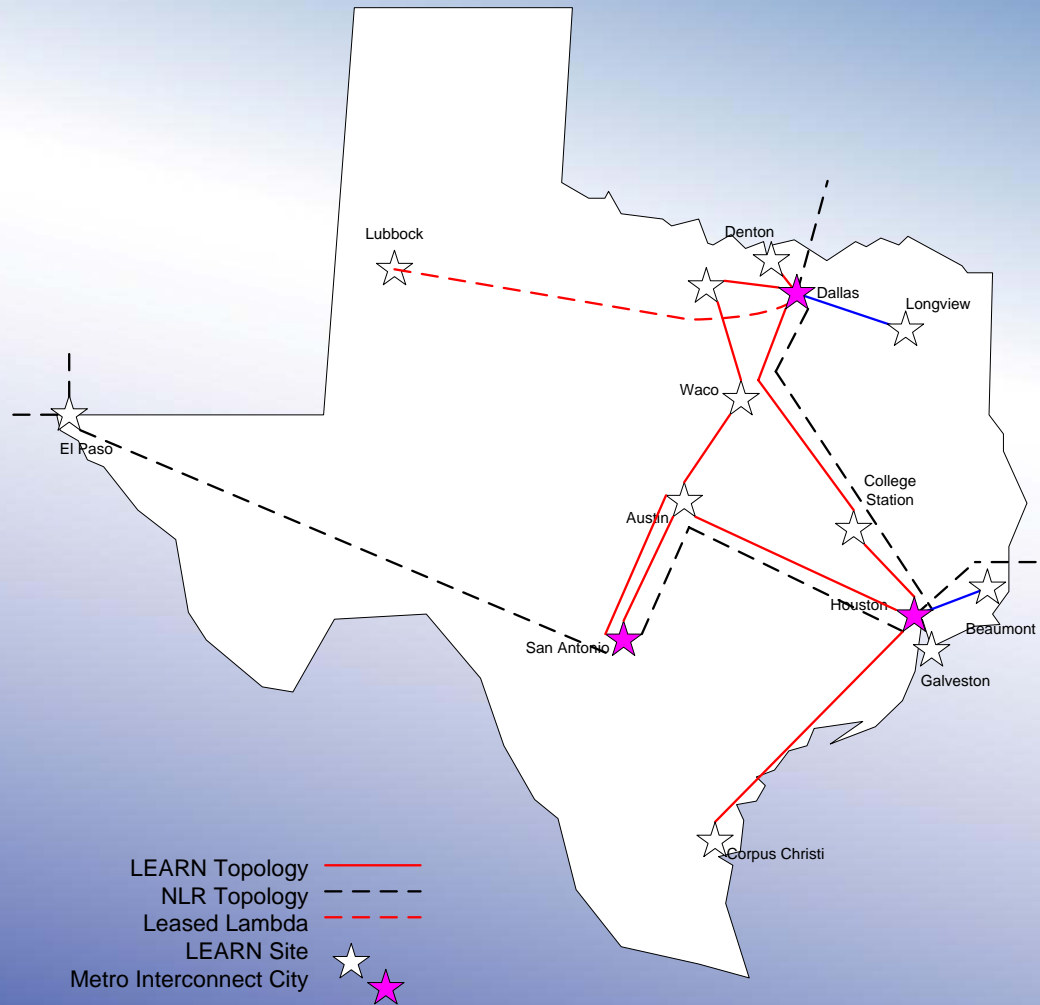 Denton
Lubbock
Dallas
Longview
Waco
El Paso
College
Station
Austin
Houston
Beaumont
San Antonio
Galveston
Corpus Christi
LEARN Topology
NLR Topology
Leased Lambda
LEARN Site
Metro Interconnect City